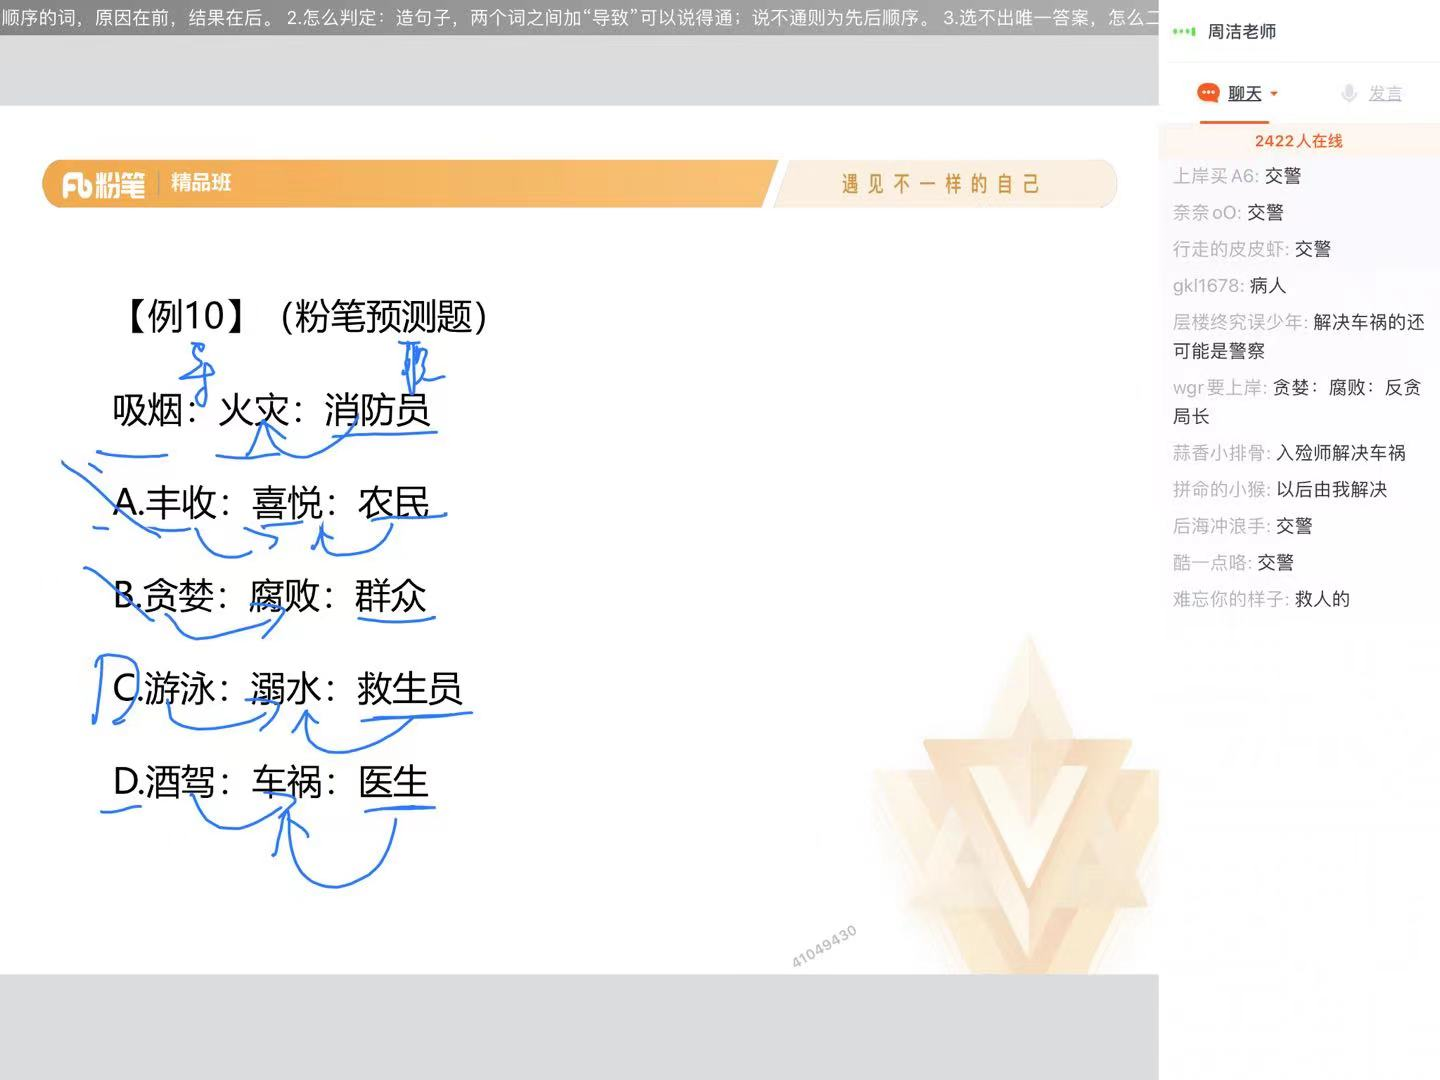 顺序的词，原因在前，结果在后。 2.怎么判定：造句子，两个词之间加“导致”可以说得通；说不通则为先后顺序。 3.选不出唯一答案，怎么二
粉笔 精品班
遇见不一样的自己
【例10】（粉笔预测题）
导 职
吸烟：火灾：消防员
A.丰收：喜悦：农民
B.贪婪：腐败：群众
C.游泳：溺水：救生员
D.酒驾：车祸：医生
41049430
周洁老师
聊天 发言
2422人在线
上岸买A6: 交警
奈奈oO: 交警
行走的皮皮虾: 交警
gkl1678: 病人
层楼终究误少年: 解决车祸的还
可能是警察
wgr要上岸: 贪婪：腐败：反贪
局长
蒜香小排骨: 入殓师解决车祸
拼命的小猴: 以后由我解决
后海冲浪手: 交警
酷一点咯: 交警
难忘你的样子: 救人的